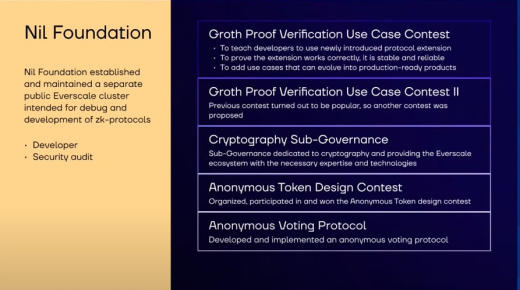 Nil Foundation
Nil Foundation established
and maintained a separate
public Everscale cluster
intended for debug and
development of zk-protocols
• Developer
• Security audit
Groth Proof Verification Use Case Contest
• To teach developers to use newly introduced protocol extension
• To prove the extension works correctly, it is stable and reliable
• To add use cases that can evolve into production-ready products
Groth Proof Verification Use Case Contest II
Previous contest turned out to be popular, so another contest was
proposed
Cryptography Sub-Governance
Sub-Governance dedicated to cryptography and providing the Everscale
ecosystem with the necessary expertise and technologies
Anonymous Token Design Contest
Organized, participated in and won the Anonymous Token design contest
Anonymous Voting Protocol
Developed and implemented an anonymous voting protocol